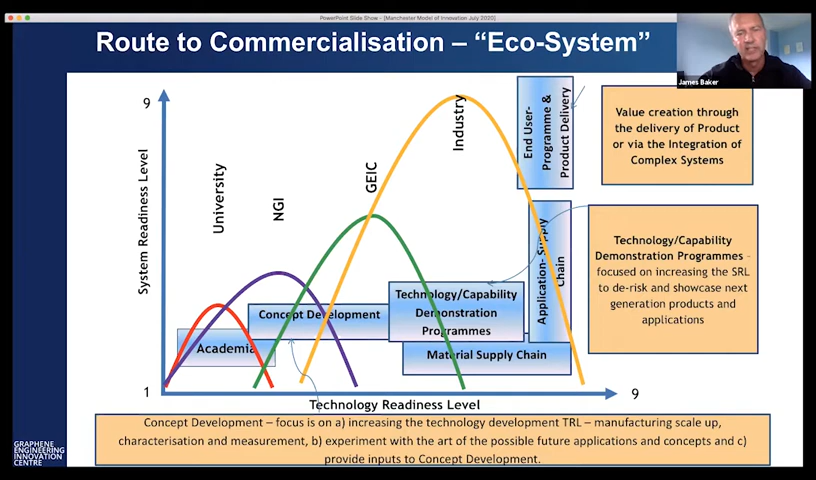 PowerPoint Slide Show - [Manchester Model of Innovation July 2020]
Route to Commercialisation – “Eco-System”
James Baker
9
System Readiness Level
1
University
NGI
GEIC
Industry
End User-
Programme &
Product Delivery
Value creation through
the delivery of Product
or via the Integration of
Complex Systems
Application- Supply
Chain
Technology/Capability
Demonstration Programmes -
focused on increasing the SRL
to de-risk and showcase next
generation products and
applications
Academia
Concept Development
Technology/Capability
Demonstration
Programmes
Material Supply Chain
Technology Readiness Level
9
Concept Development – focus is on a) increasing the technology development TRL – manufacturing scale up,
characterisation and measurement, b) experiment with the art of the possible future applications and concepts and c)
provide inputs to Concept Development.
GRAPHENE
ENGINEERING
INNOVATION
CENTRE